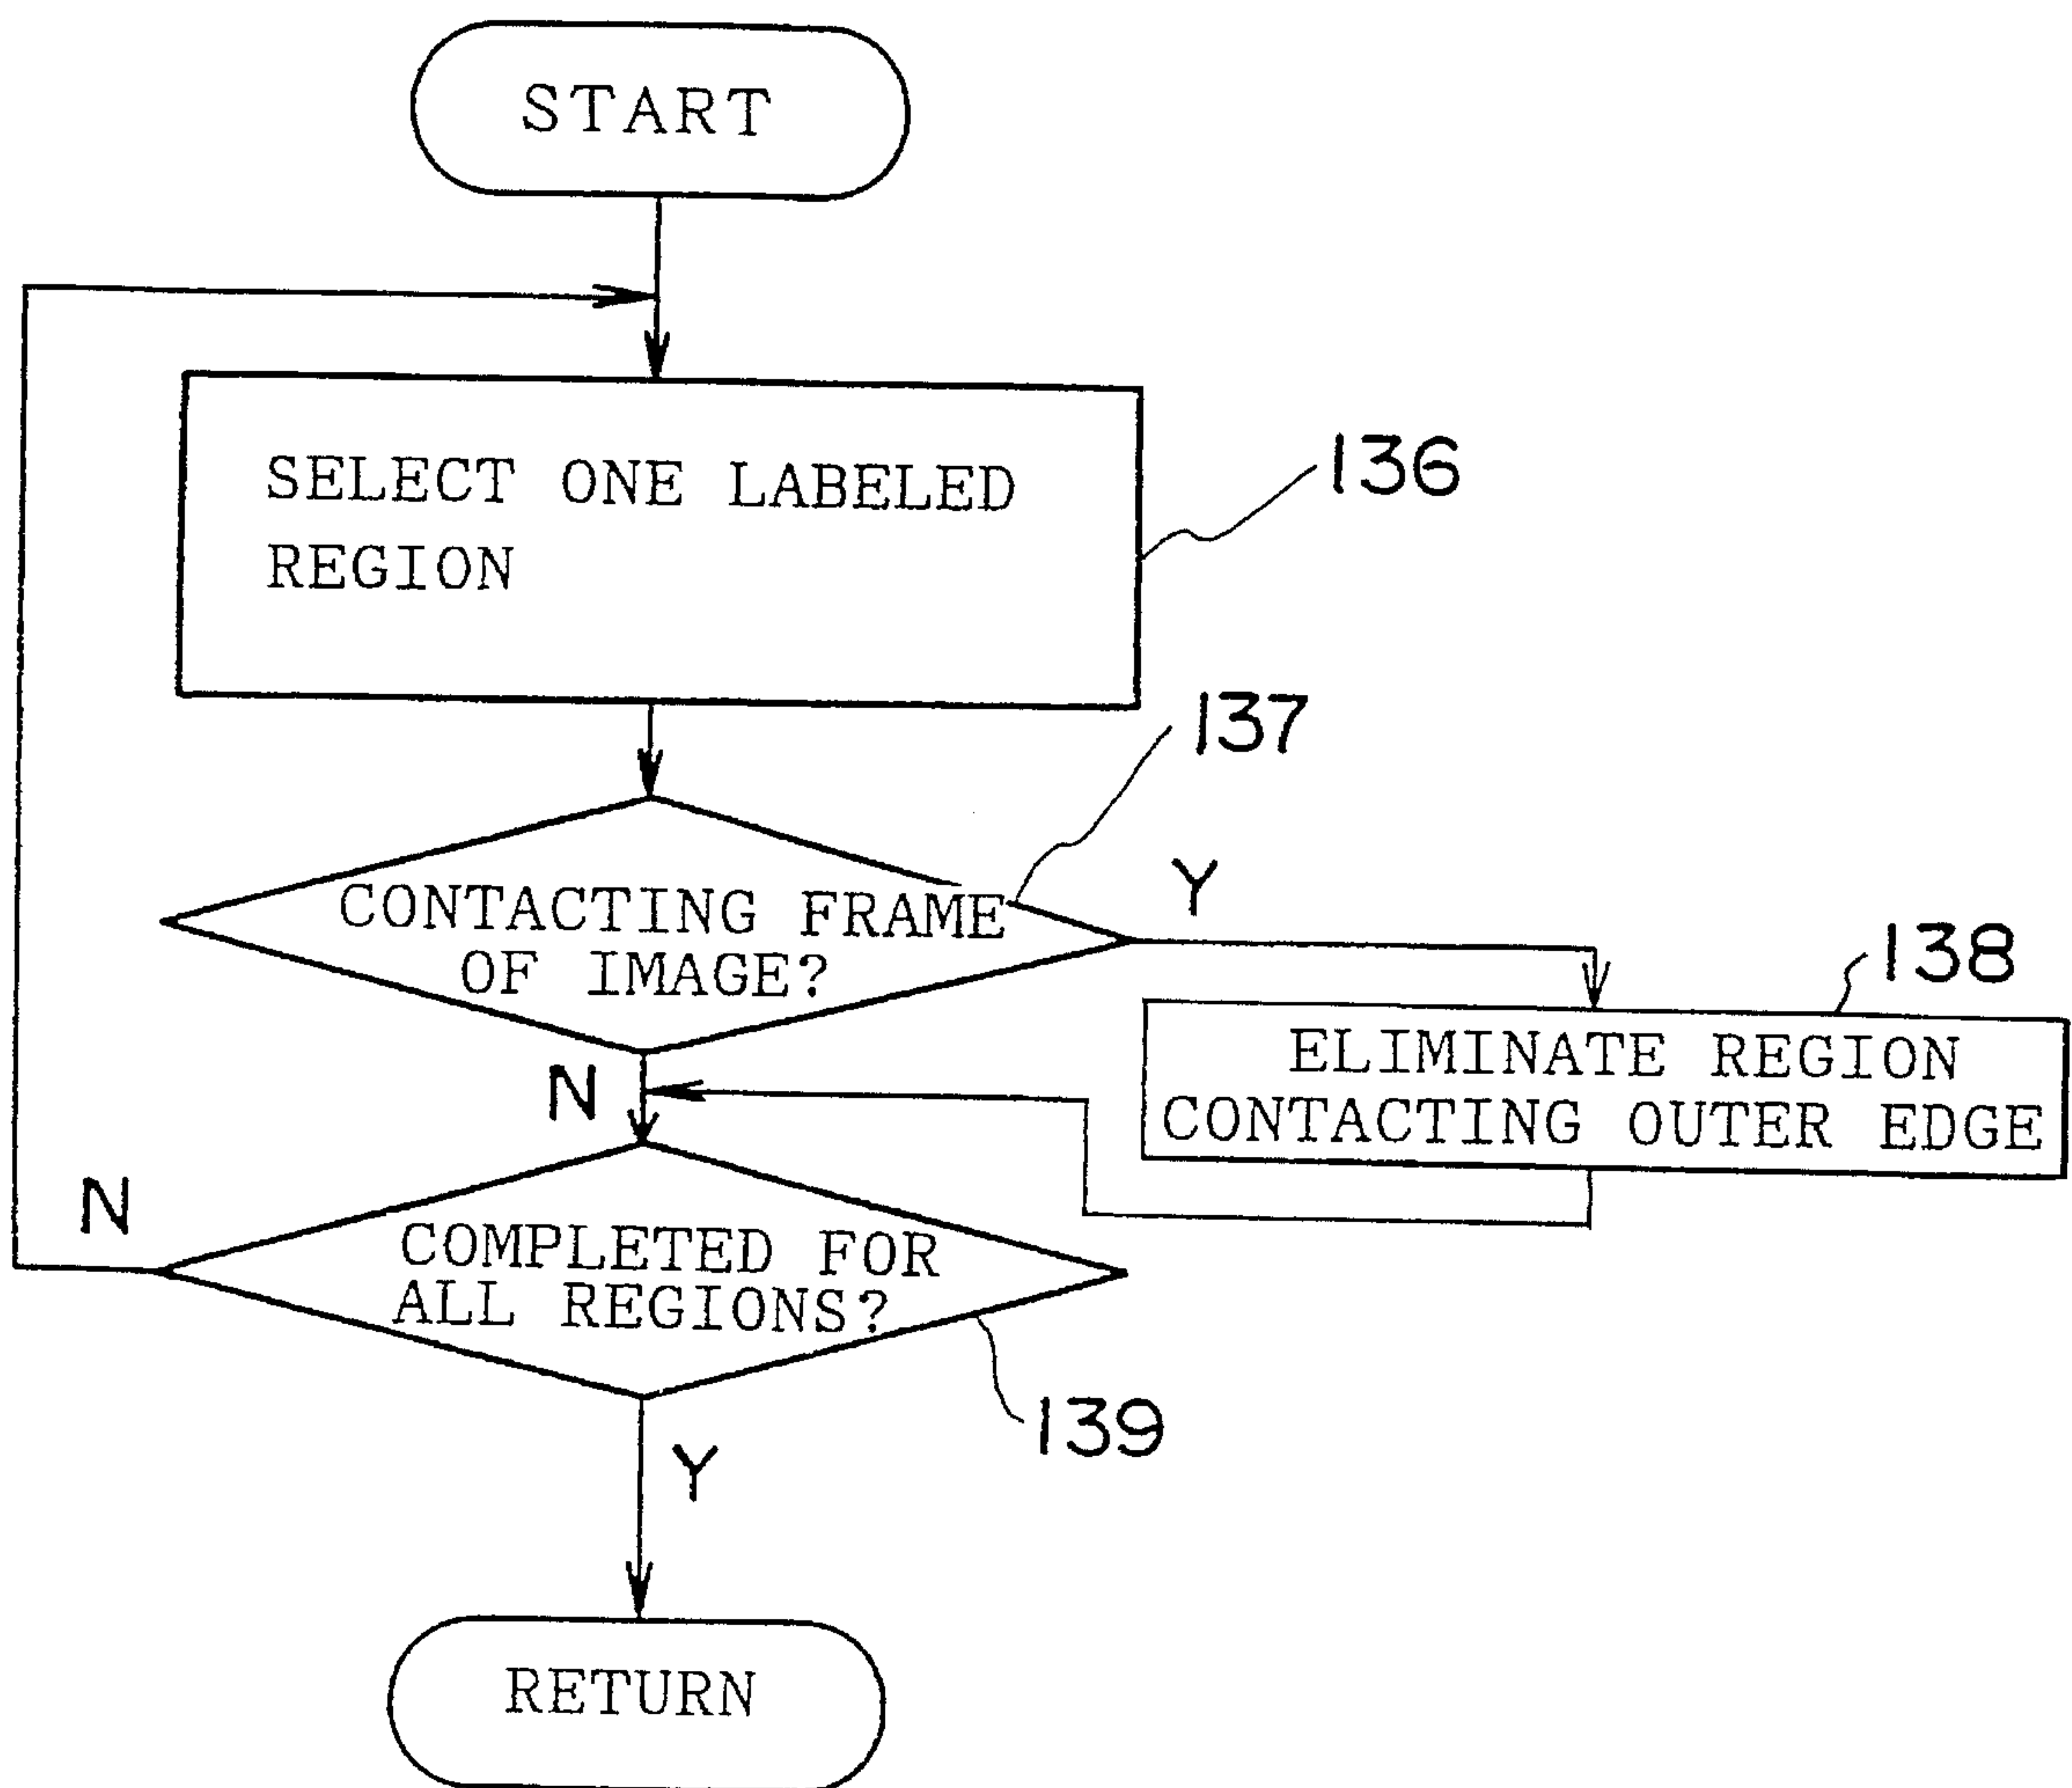 START
SELECT ONE LABELED
REGION
136
137
CONTACTING FRAME
OF IMAGE?
Y
138
ELIMINATE REGION
CONTACTING OUTER EDGE
N
N
COMPLETED FOR
ALL REGIONS?
139
Y
RETURN